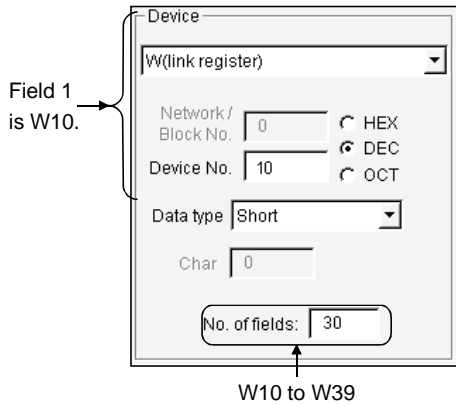 Device
W(link register)
Field 1
is W10.
Network /
Block No.
0
HEX
DEC
OCT
Device No.
10
Data type
Short
Char
0
No. of fields:
30
W10 to W39